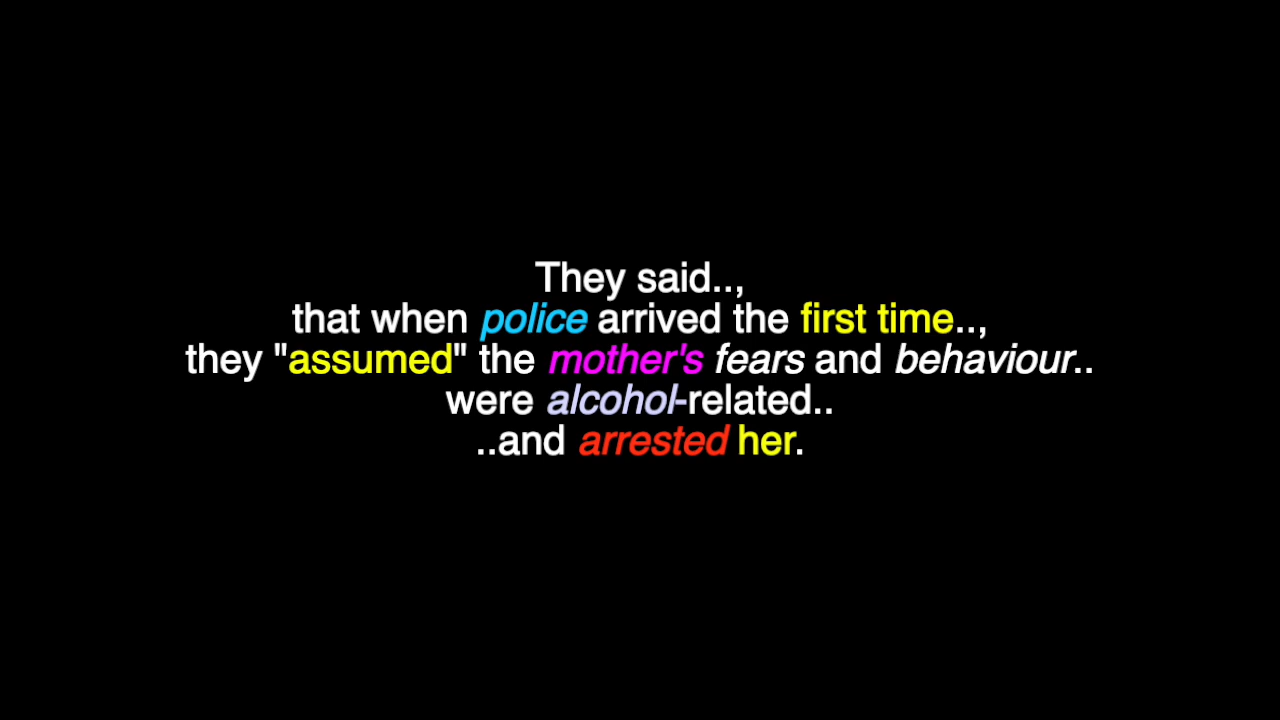 They said..,
that when police arrived the first time..,
they "assumed" the mother's fears and behaviour..
were alcohol-related..
..and arrested her.